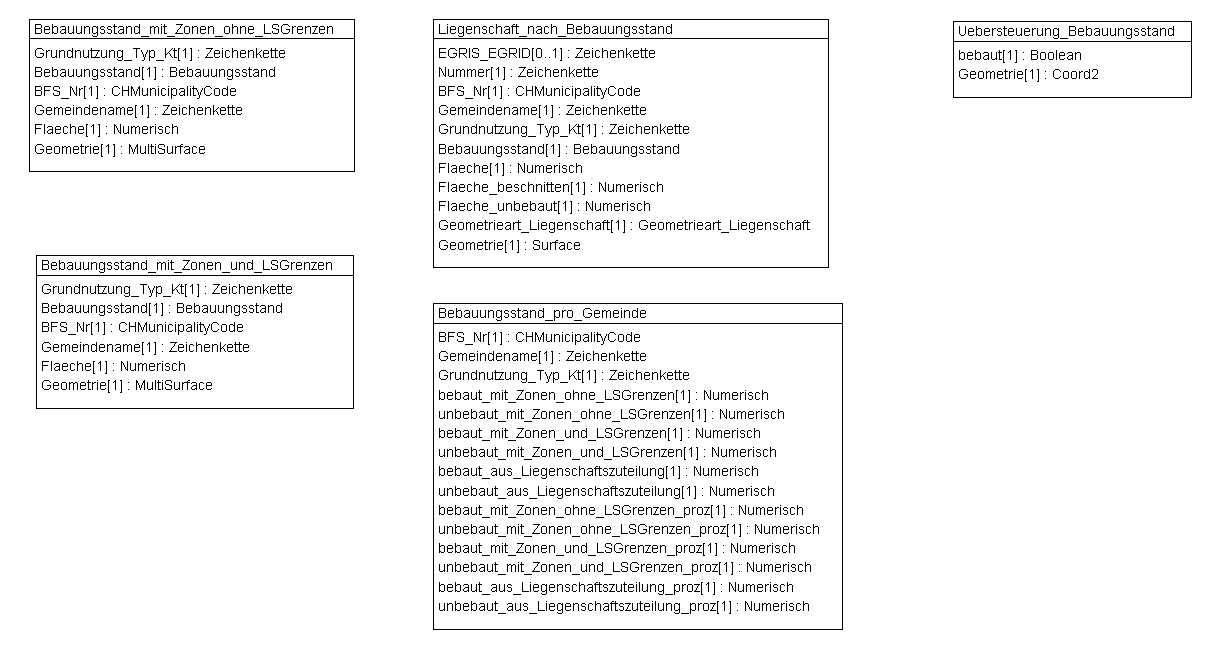 Bebauungsstand_mit_Zonen_ohne_LSGrenzen
Grundnutzung_Typ_Kt[1] : Zeichenkette
Bebauungsstand[1] : Bebauungsstand
BFS_Nr[1] : CHMunicipalityCode
Gemeindename[1] : Zeichenkette
Flaeche[1] : Numerisch
Geometrie[1] : MultiSurface
Liegenschaft_nach_Bebauungsstand
EGRIS_EGRID[0..1] : Zeichenkette
Nummer[1] : Zeichenkette
BFS_Nr[1] : CHMunicipalityCode
Gemeindename[1] : Zeichenkette
Grundnutzung_Typ_Kt[1] : Zeichenkette
Bebauungsstand[1] : Bebauungsstand
Flaeche[1] : Numerisch
Flaeche_beschnitten[1] : Numerisch
Flaeche_unbebaut[1] : Numerisch
Geometrieart_Liegenschaft[1] : Geometrieart_Liegenschaft
Geometrie[1] : Surface
Uebersteuerung_Bebauungsstand
bebaut[1] : Boolean
Geometrie[1] : Coord2
Bebauungsstand_mit_Zonen_und_LSGrenzen
Grundnutzung_Typ_Kt[1] : Zeichenkette
Bebauungsstand[1] : Bebauungsstand
BFS_Nr[1] : CHMunicipalityCode
Gemeindename[1] : Zeichenkette
Flaeche[1] : Numerisch
Geometrie[1] : MultiSurface
Bebauungsstand_pro_Gemeinde
BFS_Nr[1] : CHMunicipalityCode
Gemeindename[1] : Zeichenkette
Grundnutzung_Typ_Kt[1] : Zeichenkette
bebaut_mit_Zonen_ohne_LSGrenzen[1] : Numerisch
unbebaut_mit_Zonen_ohne_LSGrenzen[1] : Numerisch
bebaut_mit_Zonen_und_LSGrenzen[1] : Numerisch
unbebaut_mit_Zonen_und_LSGrenzen[1] : Numerisch
bebaut_aus_Liegenschaftszuteilung[1] : Numerisch
unbebaut_aus_Liegenschaftszuteilung[1] : Numerisch
bebaut_mit_Zonen_ohne_LSGrenzen_proz[1] : Numerisch
unbebaut_mit_Zonen_ohne_LSGrenzen_proz[1] : Numerisch
bebaut_mit_Zonen_und_LSGrenzen_proz[1] : Numerisch
unbebaut_mit_Zonen_und_LSGrenzen_proz[1] : Numerisch
bebaut_aus_Liegenschaftszuteilung_proz[1] : Numerisch
unbebaut_aus_Liegenschaftszuteilung_proz[1] : Numerisch